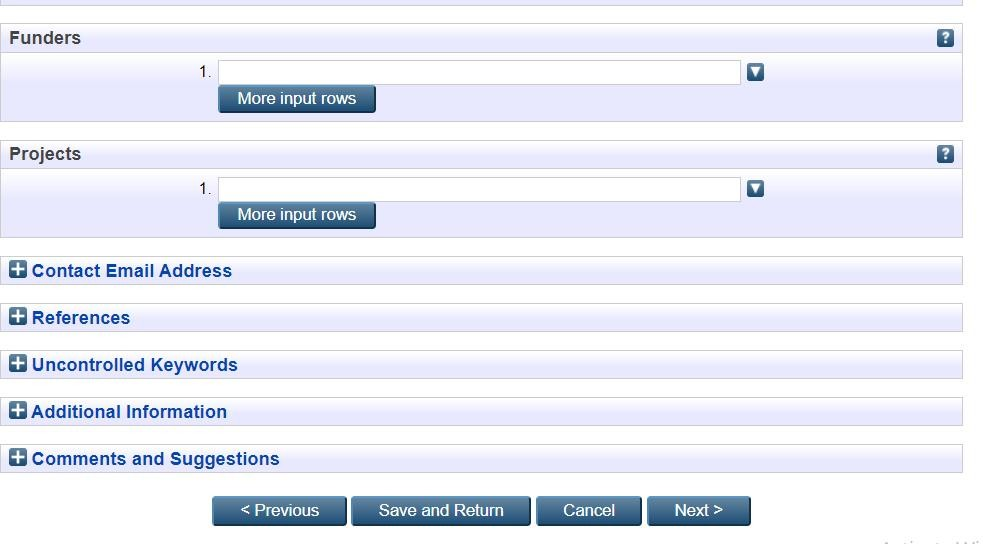 Funders ?
1.
More input rows
Projects ?
1.
More input rows
Contact Email Address
References
Uncontrolled Keywords
Additional Information
Comments and Suggestions
< Previous Save and Return Cancel Next >